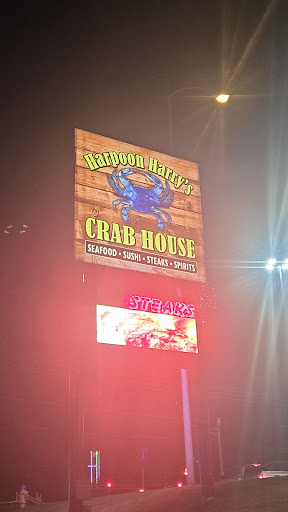 Harpoon Harry's
CRAB HOUSE
SEAFOOD • SUSHI • STEAKS • SPIRITS
STEAKS